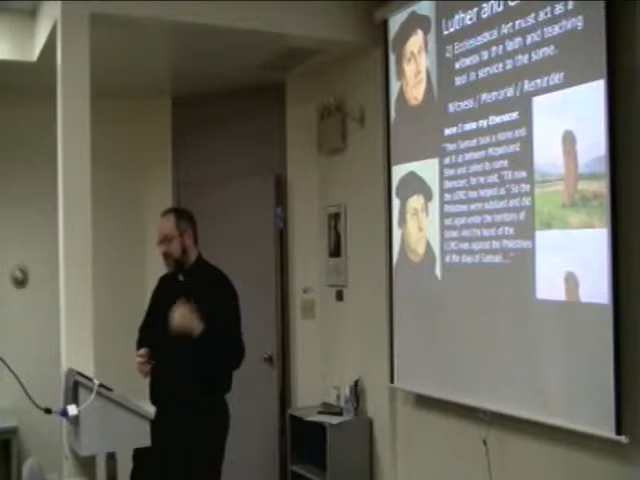 Luther and
2) Ecclesiastical Art must act as a
witness to the faith and teaching
tool in service to the same.
Witness / Memorial / Reminder
Here I raise my Ebenezer.
"Then Samuel took a stone and
set it up between Mizpah and
Shen and called its name
Ebenezer; for he said, "Till now
the LORD has helped us." So the
Philistines were subdued and did
not again enter the territory of
Israel. And the hand of the
LORD was against the Philistines
all the days of Samuel...."